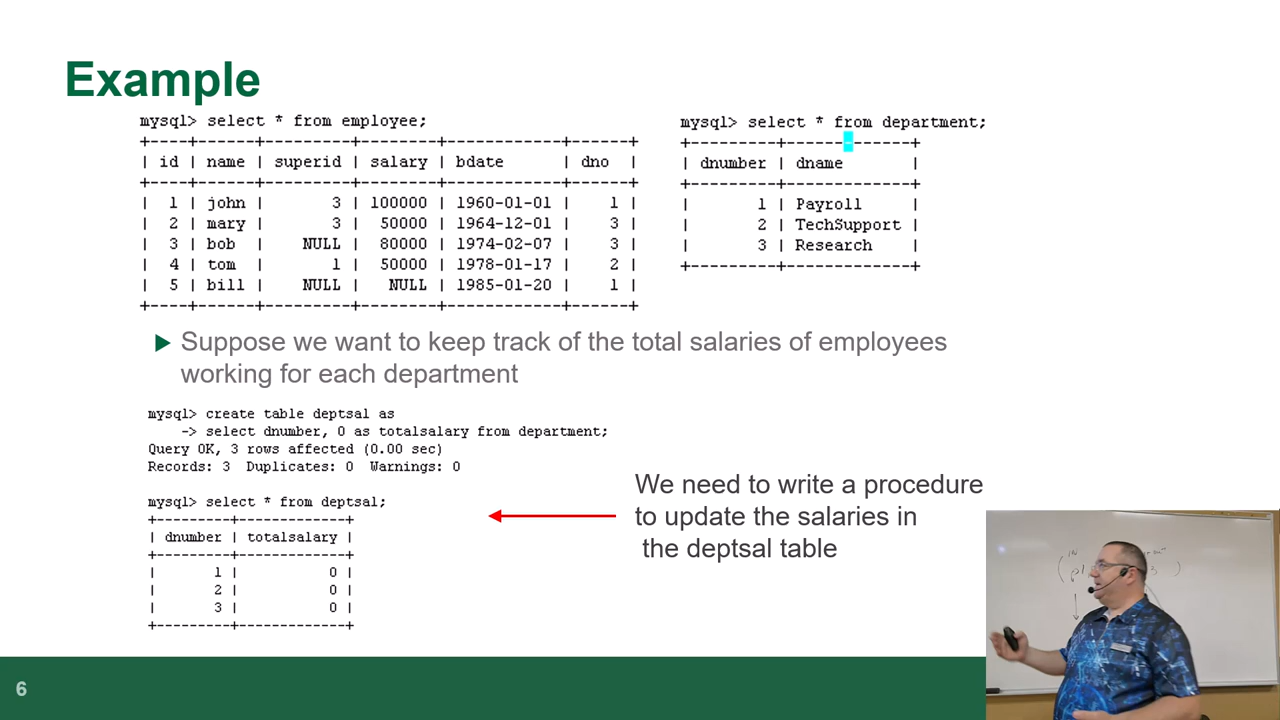 Example
mysql> select * from employee;
+----+------+---------+--------+------------+------+
| id | name | superid | salary | bdate      | dno  |
+----+------+---------+--------+------------+------+
|  1 | john |       3 | 100000 | 1960-01-01 |    1 |
|  2 | mary |       3 |  50000 | 1964-12-01 |    3 |
|  3 | bob  |    NULL |  80000 | 1974-02-07 |    3 |
|  4 | tom  |       1 |  50000 | 1978-01-17 |    2 |
|  5 | bill |    NULL |   NULL | 1985-01-20 |    1 |
+----+------+---------+--------+------------+------+
mysql> select * from department;
+---------+-------------+
| dnumber | dname       |
+---------+-------------+
|       1 | Payroll     |
|       2 | TechSupport |
|       3 | Research    |
+---------+-------------+
Suppose we want to keep track of the total salaries of employees
working for each department
mysql> create table deptsal as
    -> select dnumber, 0 as totalsalary from department;
Query OK, 3 rows affected (0.00 sec)
Records: 3  Duplicates: 0  Warnings: 0
mysql> select * from deptsal;
+---------+-------------+
| dnumber | totalsalary |
+---------+-------------+
|       1 |           0 |
|       2 |           0 |
|       3 |           0 |
+---------+-------------+
We need to write a procedure
to update the salaries in
the deptsal table
6